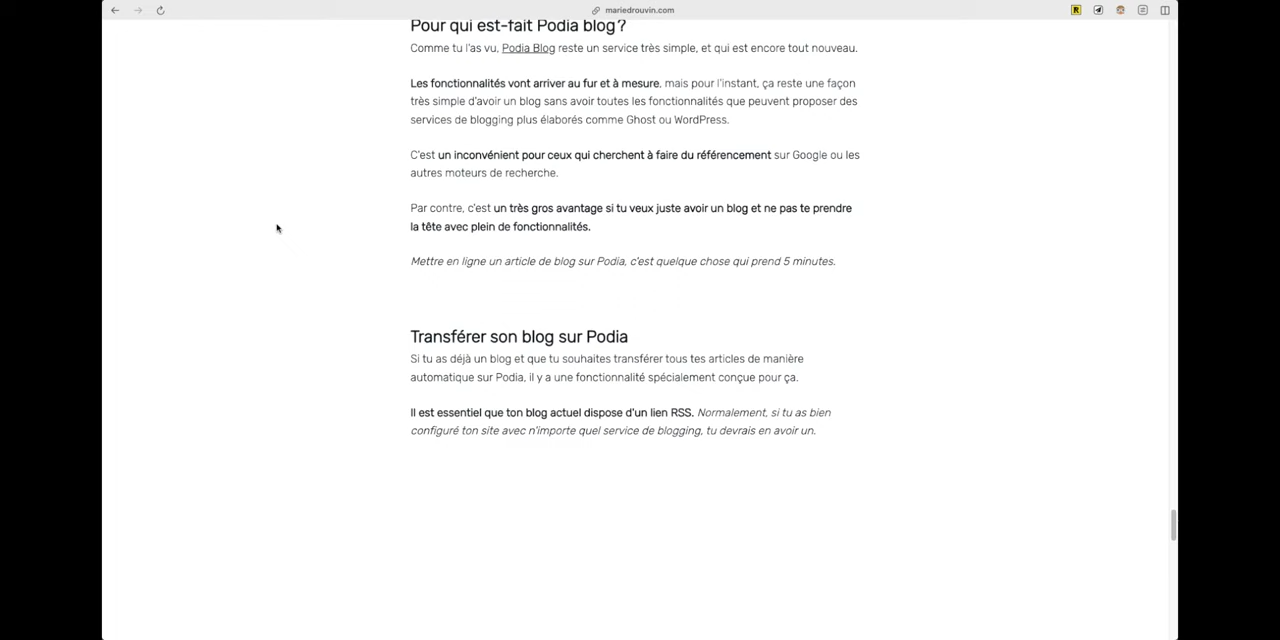 mariedrouvin.com
Pour qui est-fait Podia blog ?
Comme tu l'as vu, Podia Blog reste un service très simple, et qui est encore tout nouveau.
Les fonctionnalités vont arriver au fur et à mesure, mais pour l'instant, ça reste une façon
très simple d'avoir un blog sans avoir toutes les fonctionnalités que peuvent proposer des
services de blogging plus élaborés comme Ghost ou WordPress.
C'est un inconvénient pour ceux qui cherchent à faire du référencement sur Google ou les
autres moteurs de recherche.
Par contre, c'est un très gros avantage si tu veux juste avoir un blog et ne pas te prendre
la tête avec plein de fonctionnalités.
Mettre en ligne un article de blog sur Podia, c'est quelque chose qui prend 5 minutes.
Transférer son blog sur Podia
Si tu as déjà un blog et que tu souhaites transférer tous tes articles de manière
automatique sur Podia, il y a une fonctionnalité spécialement conçue pour ça.
Il est essentiel que ton blog actuel dispose d'un lien RSS. Normalement, si tu as bien
configuré ton site avec n'importe quel service de blogging, tu devrais en avoir un.